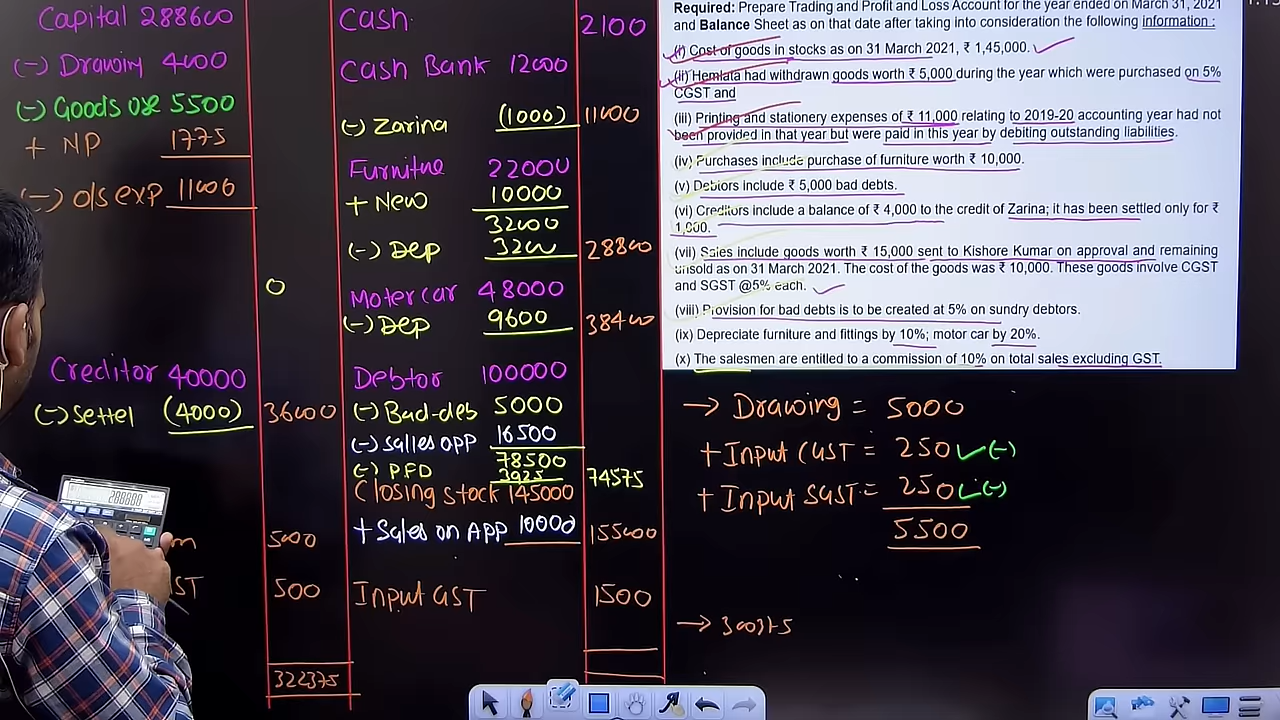 Capital 288600
(-) Drawing 4000
(-) Goods use 5500
+ NP 1775
(-) o/s exp 11000
0
Creditor 40000
(-) Settel (4000) 36000
5000
ST 500
322375
Cash 2100
Cash Bank 12000
(-) Zarina (1000) 11000
Furniture 22000
+ New 10000
32000
(-) Dep 3200 28800
Moter car 48000
(-) Dep 9600 38400
Debtor 100000
(-) Bad-deb 5000
(-) Salles app 16500
78500
(-) PFD 3925 74575
Closing stock 145000
+ Sales on App 10000 155000
Input GST 1500
Required: Prepare Trading and Profit and Loss Account for the year ended on March 31, 2021
and Balance Sheet as on that date after taking into consideration the following information :
(i) Cost of goods in stocks as on 31 March 2021, ₹ 1,45,000.
(ii) Hemlata had withdrawn goods worth ₹ 5,000 during the year which were purchased on 5%
CGST and
(iii) Printing and stationery expenses of ₹ 11,000 relating to 2019-20 accounting year had not
been provided in that year but were paid in this year by debiting outstanding liabilities.
(iv) Purchases include purchase of furniture worth ₹ 10,000.
(v) Debtors include ₹ 5,000 bad debts.
(vi) Creditors include a balance of ₹ 4,000 to the credit of Zarina; it has been settled only for ₹
1,000.
(vii) Sales include goods worth ₹ 15,000 sent to Kishore Kumar on approval and remaining
unsold as on 31 March 2021. The cost of the goods was ₹ 10,000. These goods involve CGST
and SGST @5% each.
(viii) Provision for bad debts is to be created at 5% on sundry debtors.
(ix) Depreciate furniture and fittings by 10%; motor car by 20%.
(x) The salesmen are entitled to a commission of 10% on total sales excluding GST.
→ Drawing = 5000
+ Input CGST = 250 (-)
+ Input SGST = 250 (-)
5500